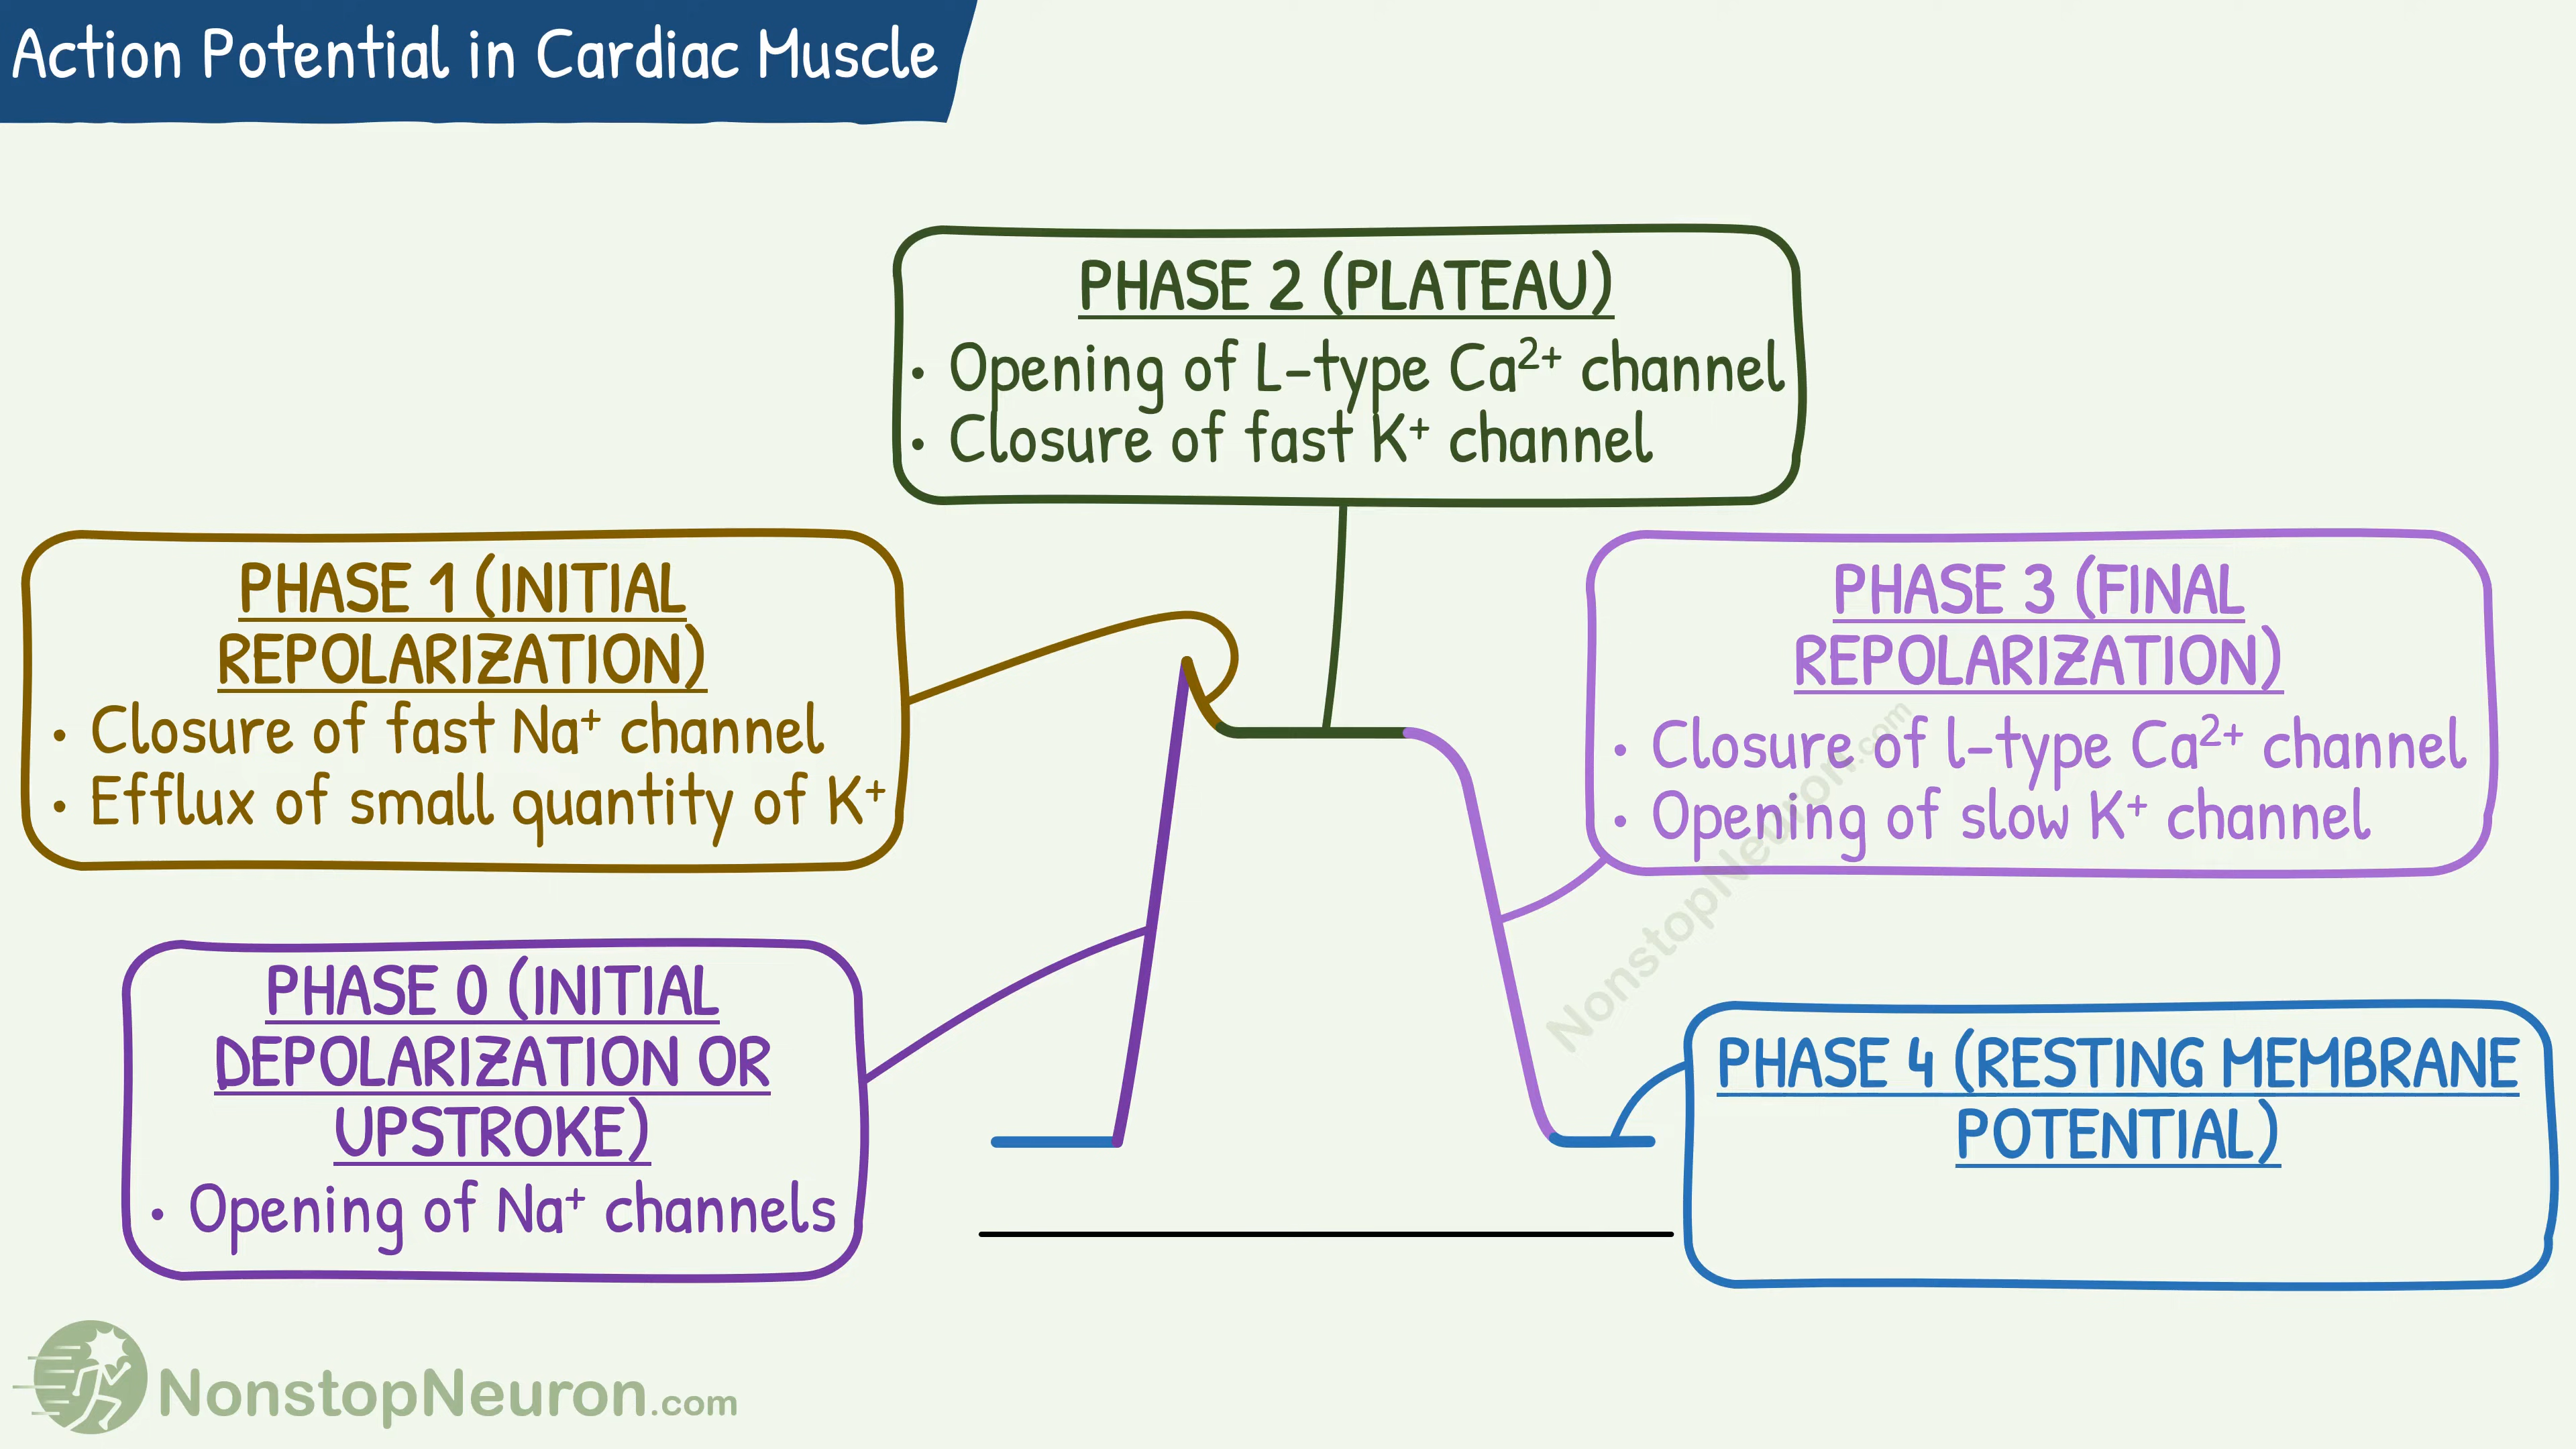 Action Potential in Cardiac Muscle
PHASE 2 (PLATEAU)
• Opening of L-type Ca²⁺ channel
• Closure of fast K⁺ channel
PHASE 1 (INITIAL
REPOLARIZATION)
• Closure of fast Na⁺ channel
• Efflux of small quantity of K⁺
PHASE 3 (FINAL
REPOLARIZATION)
• Closure of l-type Ca²⁺ channel
• Opening of slow K⁺ channel
PHASE 0 (INITIAL
DEPOLARIZATION OR
UPSTROKE)
• Opening of Na⁺ channels
PHASE 4 (RESTING MEMBRANE
POTENTIAL)
NonstopNeuron.com
NonstopNeuron.com